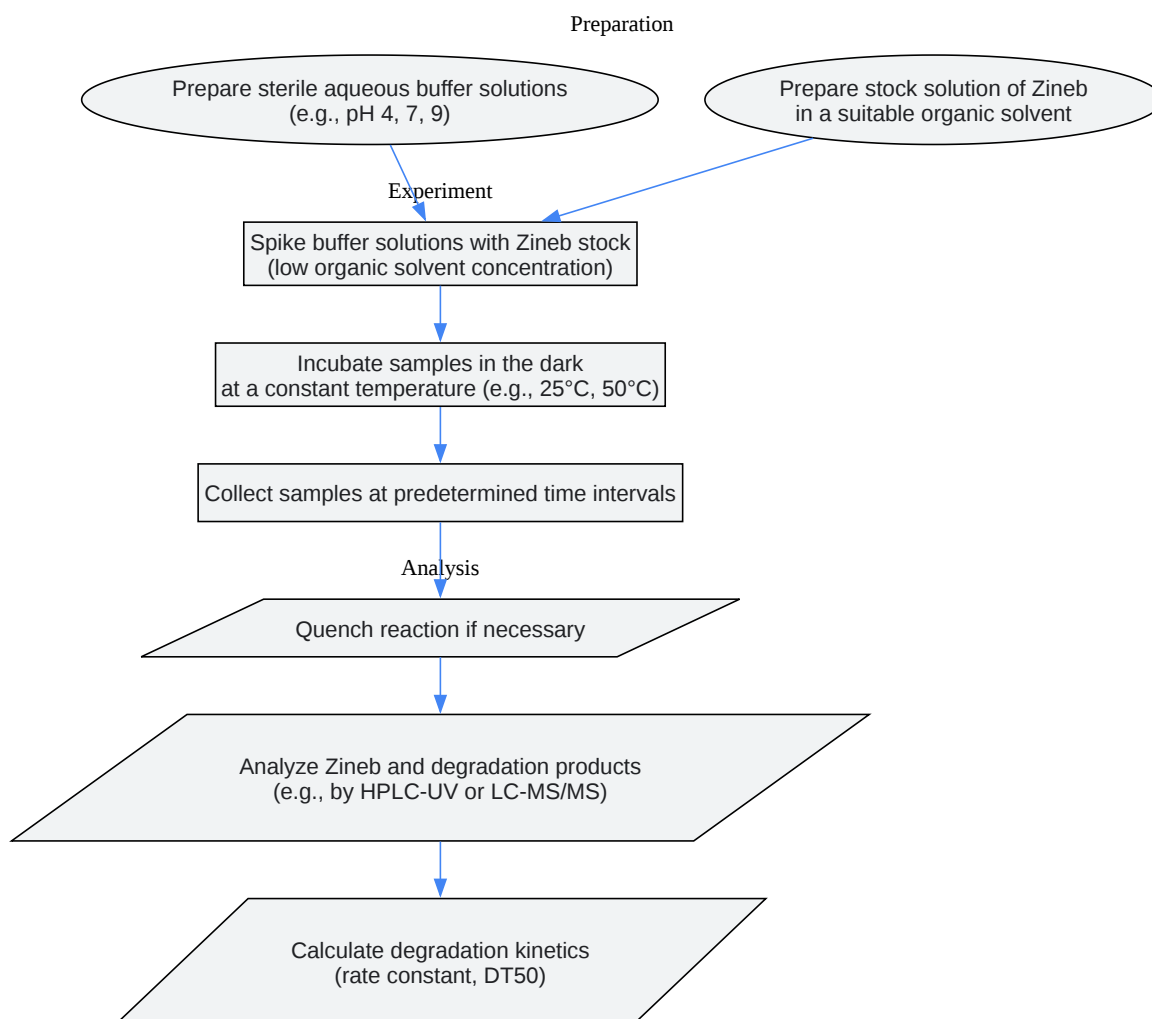 Preparation
Prepare sterile aqueous buffer solutions
(e.g., pH 4, 7, 9)
Prepare stock solution of Zineb
in a suitable organic solvent
Experiment
Spike buffer solutions with Zineb stock
(low organic solvent concentration)
Incubate samples in the dark
at a constant temperature (e.g., 25°C, 50°C)
Collect samples at predetermined time intervals
Analysis
Quench reaction if necessary
Analyze Zineb and degradation products
(e.g., by HPLC-UV or LC-MS/MS)
Calculate degradation kinetics
(rate constant, DT50)